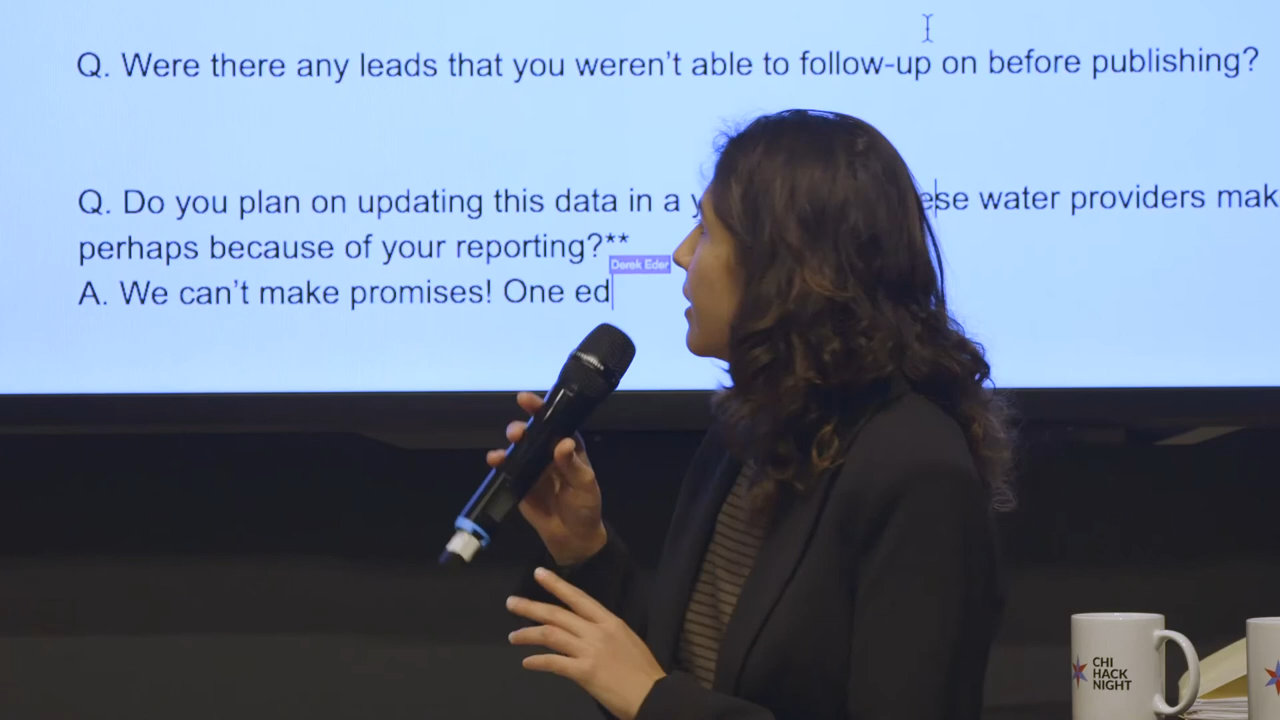 Q. Were there any leads that you weren't able to follow-up on before publishing?
Q. Do you plan on updating this data in a y ese water providers mak
perhaps because of your reporting?**
Derek Eder
A. We can't make promises! One ed
CHI
HACK
NIGHT